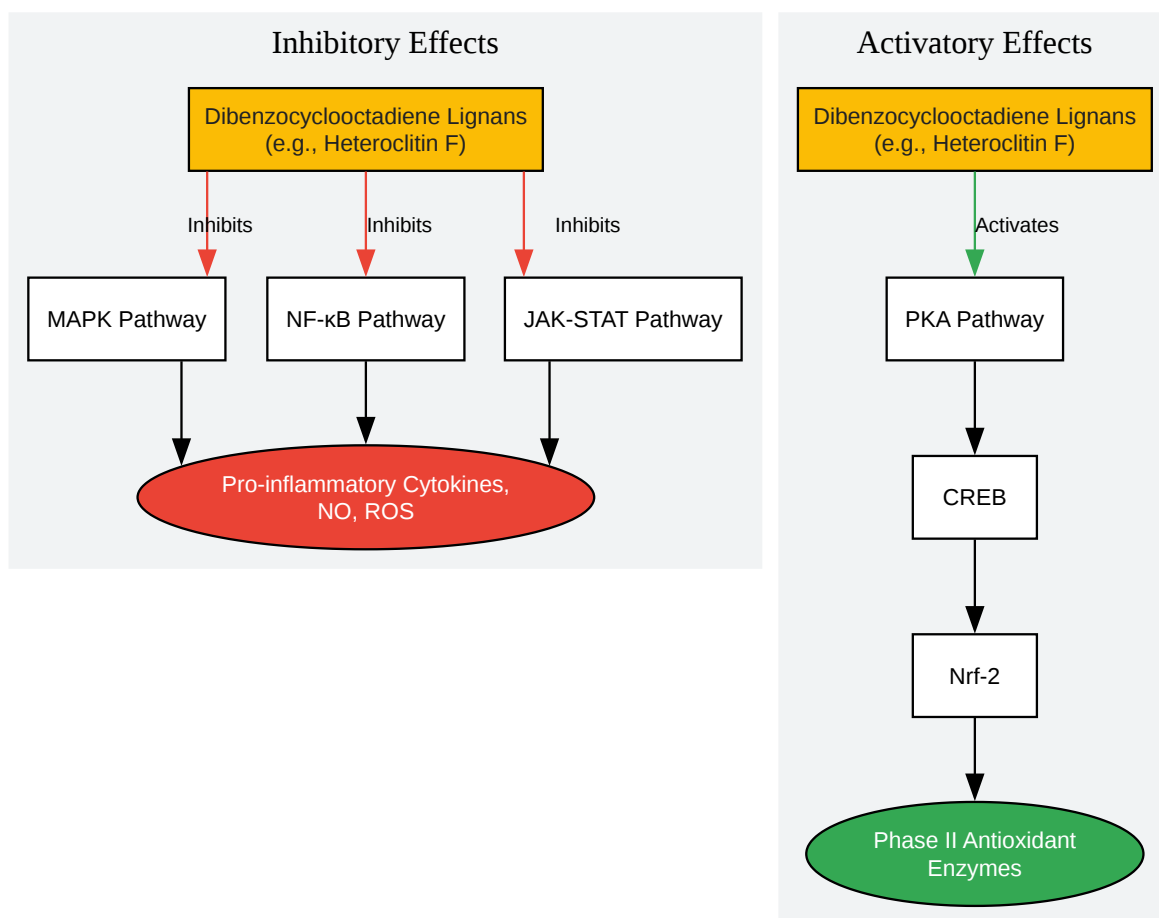 Inhibitory Effects
Dibenzocyclooctadiene Lignans
(e.g., Heteroclitin F)
Inhibits
Inhibits
Inhibits
MAPK Pathway
NF-κB Pathway
JAK-STAT Pathway
Pro-inflammatory Cytokines,
NO, ROS
Activatory Effects
Dibenzocyclooctadiene Lignans
(e.g., Heteroclitin F)
Activates
PKA Pathway
CREB
Nrf-2
Phase II Antioxidant
Enzymes